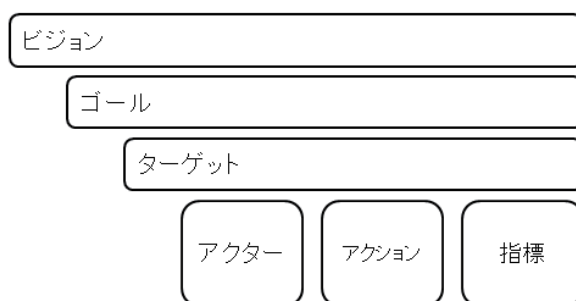 ビジョン
ゴール
ターゲット
アクター
アクション
指標